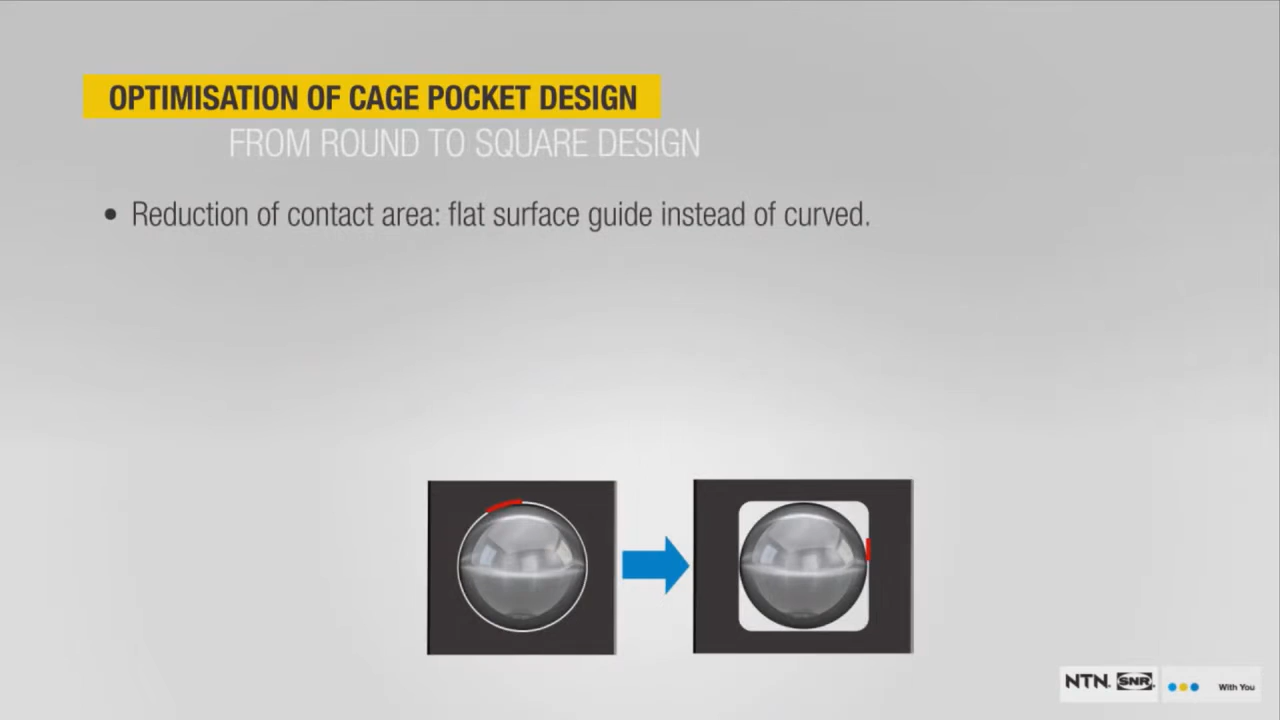 OPTIMISATION OF CAGE POCKET DESIGN
FROM ROUND TO SQUARE DESIGN
• Reduction of contact area: flat surface guide instead of curved.
NTN. SNR. With You